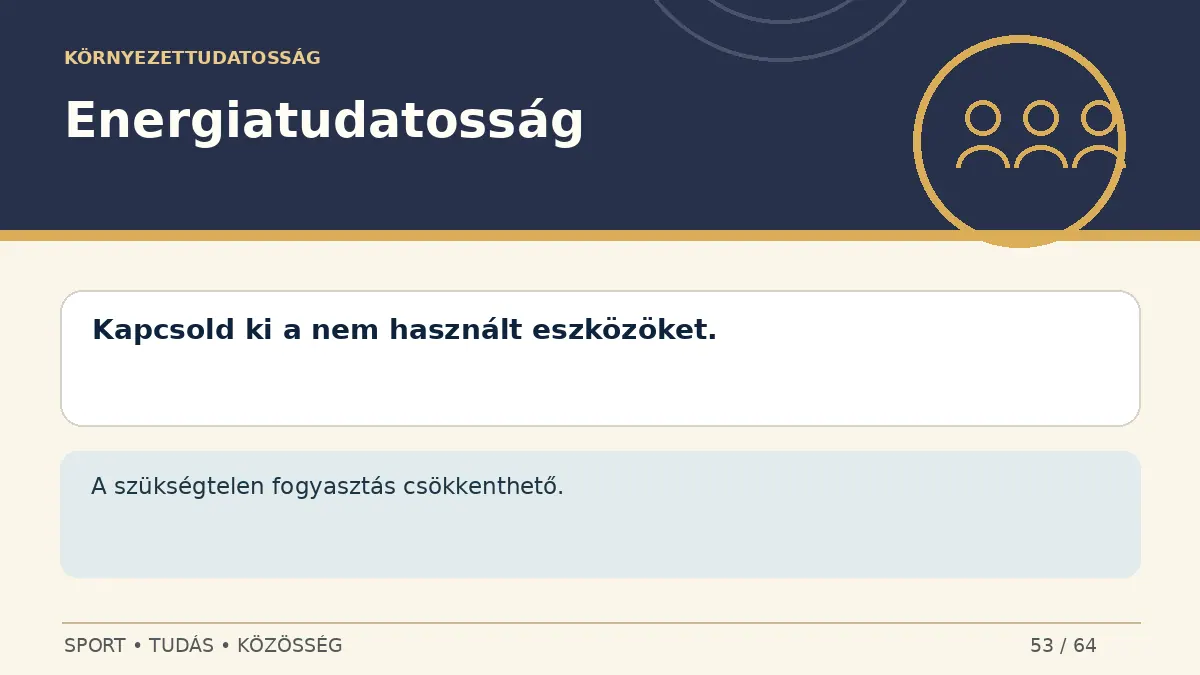 KÖRNYEZETTUDATOSSÁG
Energiatudatosság
Kapcsold ki a nem használt eszközöket.
A szükségtelen fogyasztás csökkenthető.
SPORT • TUDÁS • KÖZÖSSÉG
53 / 64